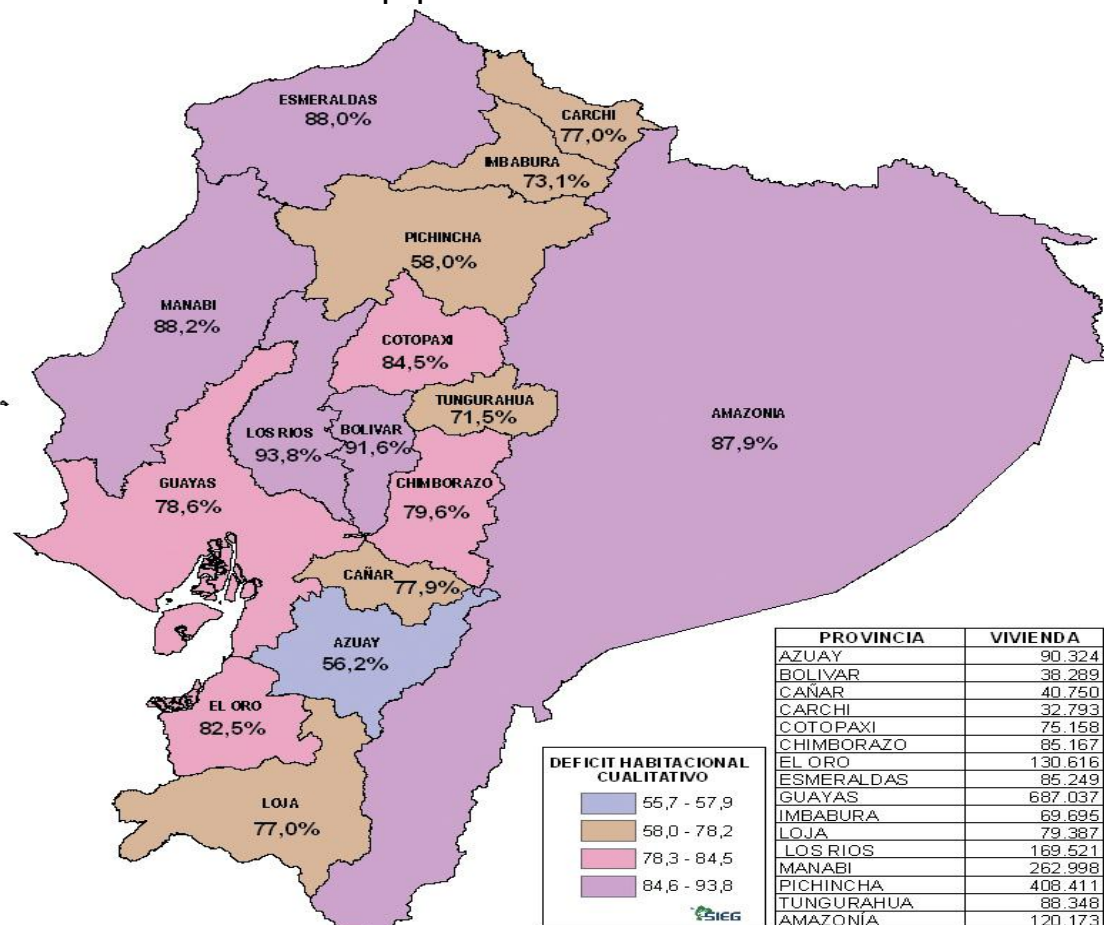 ESMERALDAS
88,0%
CARCHI
77,0%
IMBABURA
73,1%
PICHINCHA
58,0%
MANABI
88,2%
COTOPAXI
84,5%
TUNGURAHUA
71,5%
AMAZONIA
87,9%
LOS RIOS
93,8%
BOLIVAR
91,6%
GUAYAS
78,6%
CHIMBORAZO
79,6%
CAÑAR 77,9%
AZUAY
56,2%
EL ORO
82,5%
LOJA
77,0%
DEFICIT HABITACIONAL
CUALITATIVO
55,7 - 57,9
58,0 - 78,2
78,3 - 84,5
84,6 - 93,8
SIEG
PROVINCIA VIVIENDA
AZUAY 90.324
BOLIVAR 38.289
CAÑAR 40.750
CARCHI 32.793
COTOPAXI 75.158
CHIMBORAZO 85.167
EL ORO 130.616
ESMERALDAS 85.249
GUAYAS 687.037
IMBABURA 69.695
LOJA 79.387
LOS RIOS 169.521
MANABI 262.998
PICHINCHA 408.411
TUNGURAHUA 88.348
AMAZONÍA 120.173